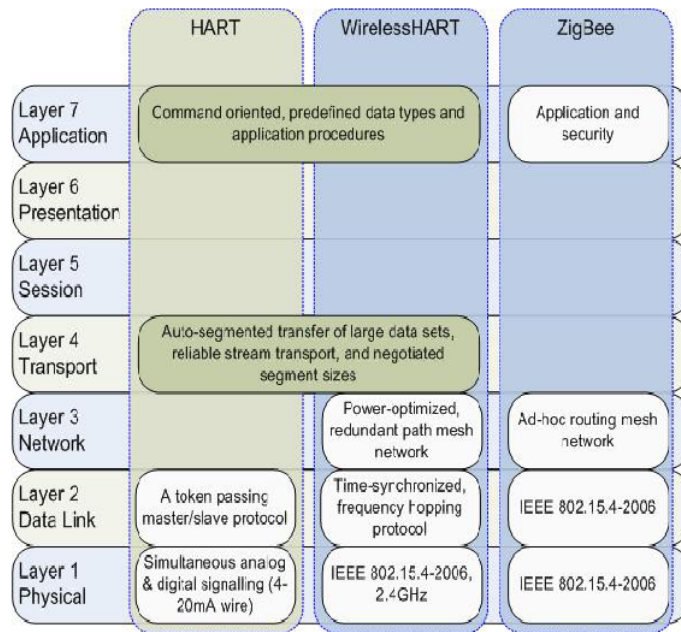 HART
WirelessHART
ZigBee
Layer 7
Application
Command oriented, predefined data types and
application procedures
Application and
security
Layer 6
Presentation
Layer 5
Session
Layer 4
Transport
Auto-segmented transfer of large data sets,
reliable stream transport, and negotiated
segment sizes
Layer 3
Network
Power-optimized,
redundant path mesh
network
Ad-hoc routing mesh
network
Layer 2
Data Link
A token passing
master/slave protocol
Time-synchronized,
frequency hopping
protocol
IEEE 802.15.4-2006
Layer 1
Physical
Simultaneous analog
& digital signalling (4-
20mA wire)
IEEE 802.15.4-2006,
2.4GHz
IEEE 802.15.4-2006